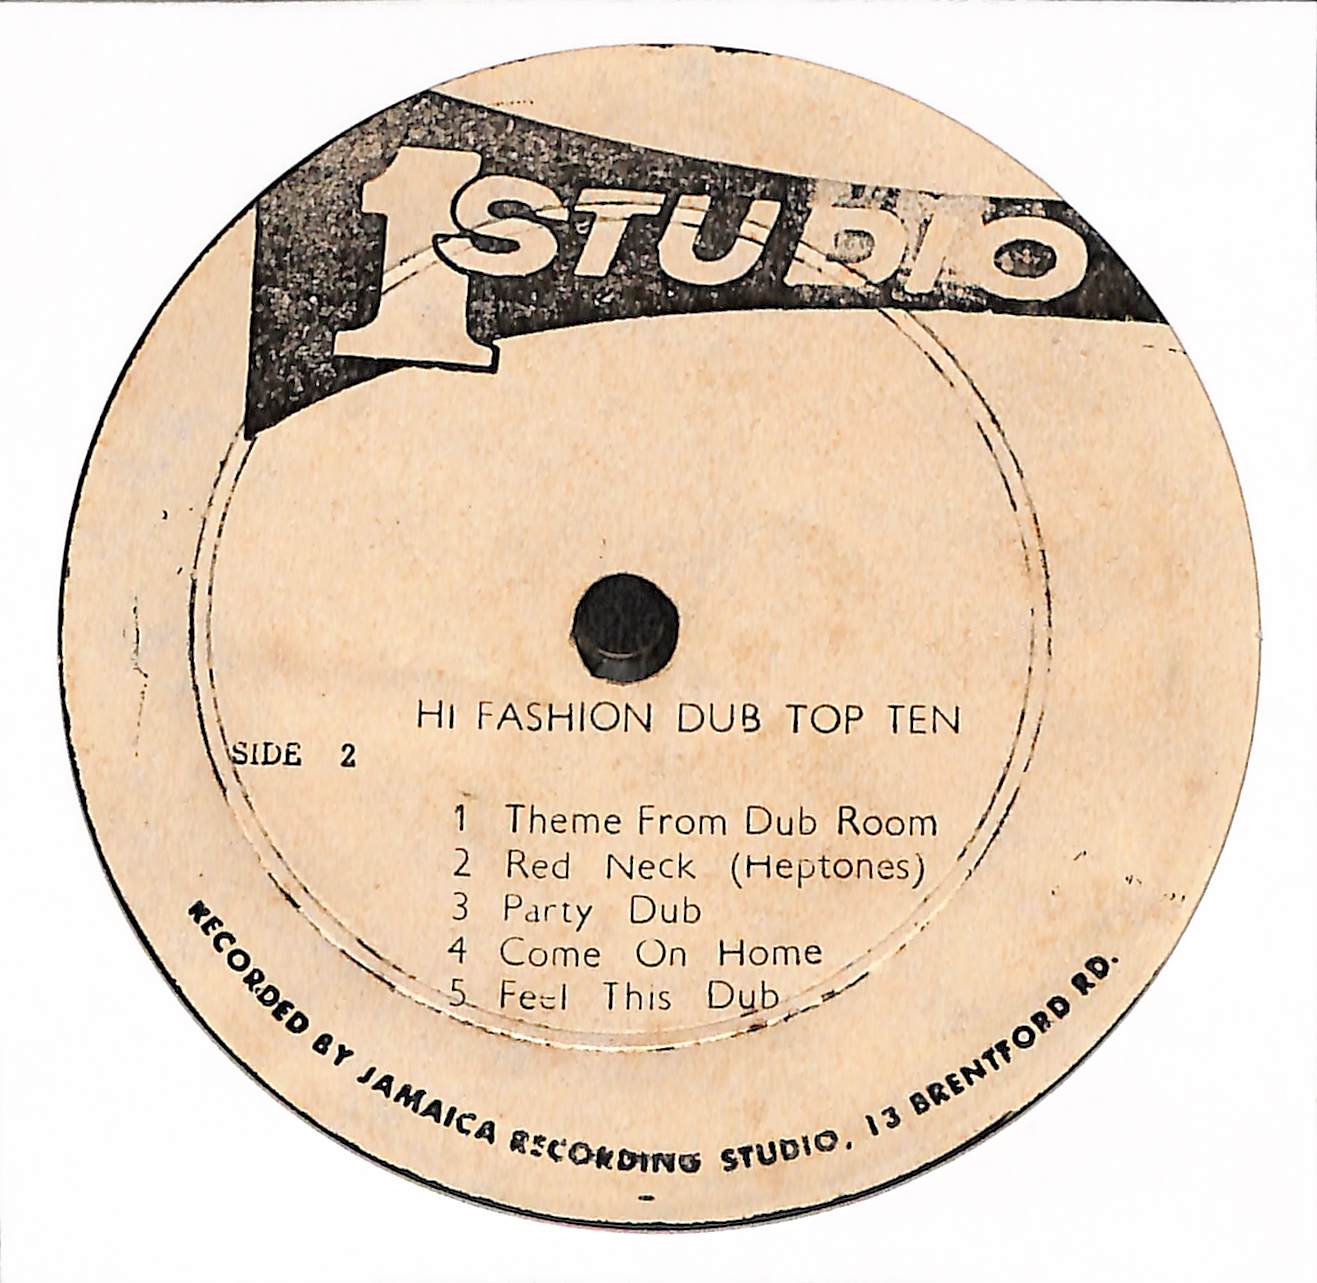 1 STUDIO
HI FASHION DUB TOP TEN
SIDE 2
1 Theme From Dub Room
2 Red Neck (Heptones)
3 Party Dub
4 Come On Home
5 Feel This Dub
RECORDED BY JAMAICA RECORDING STUDIO, 13 BRENTFORD RD.